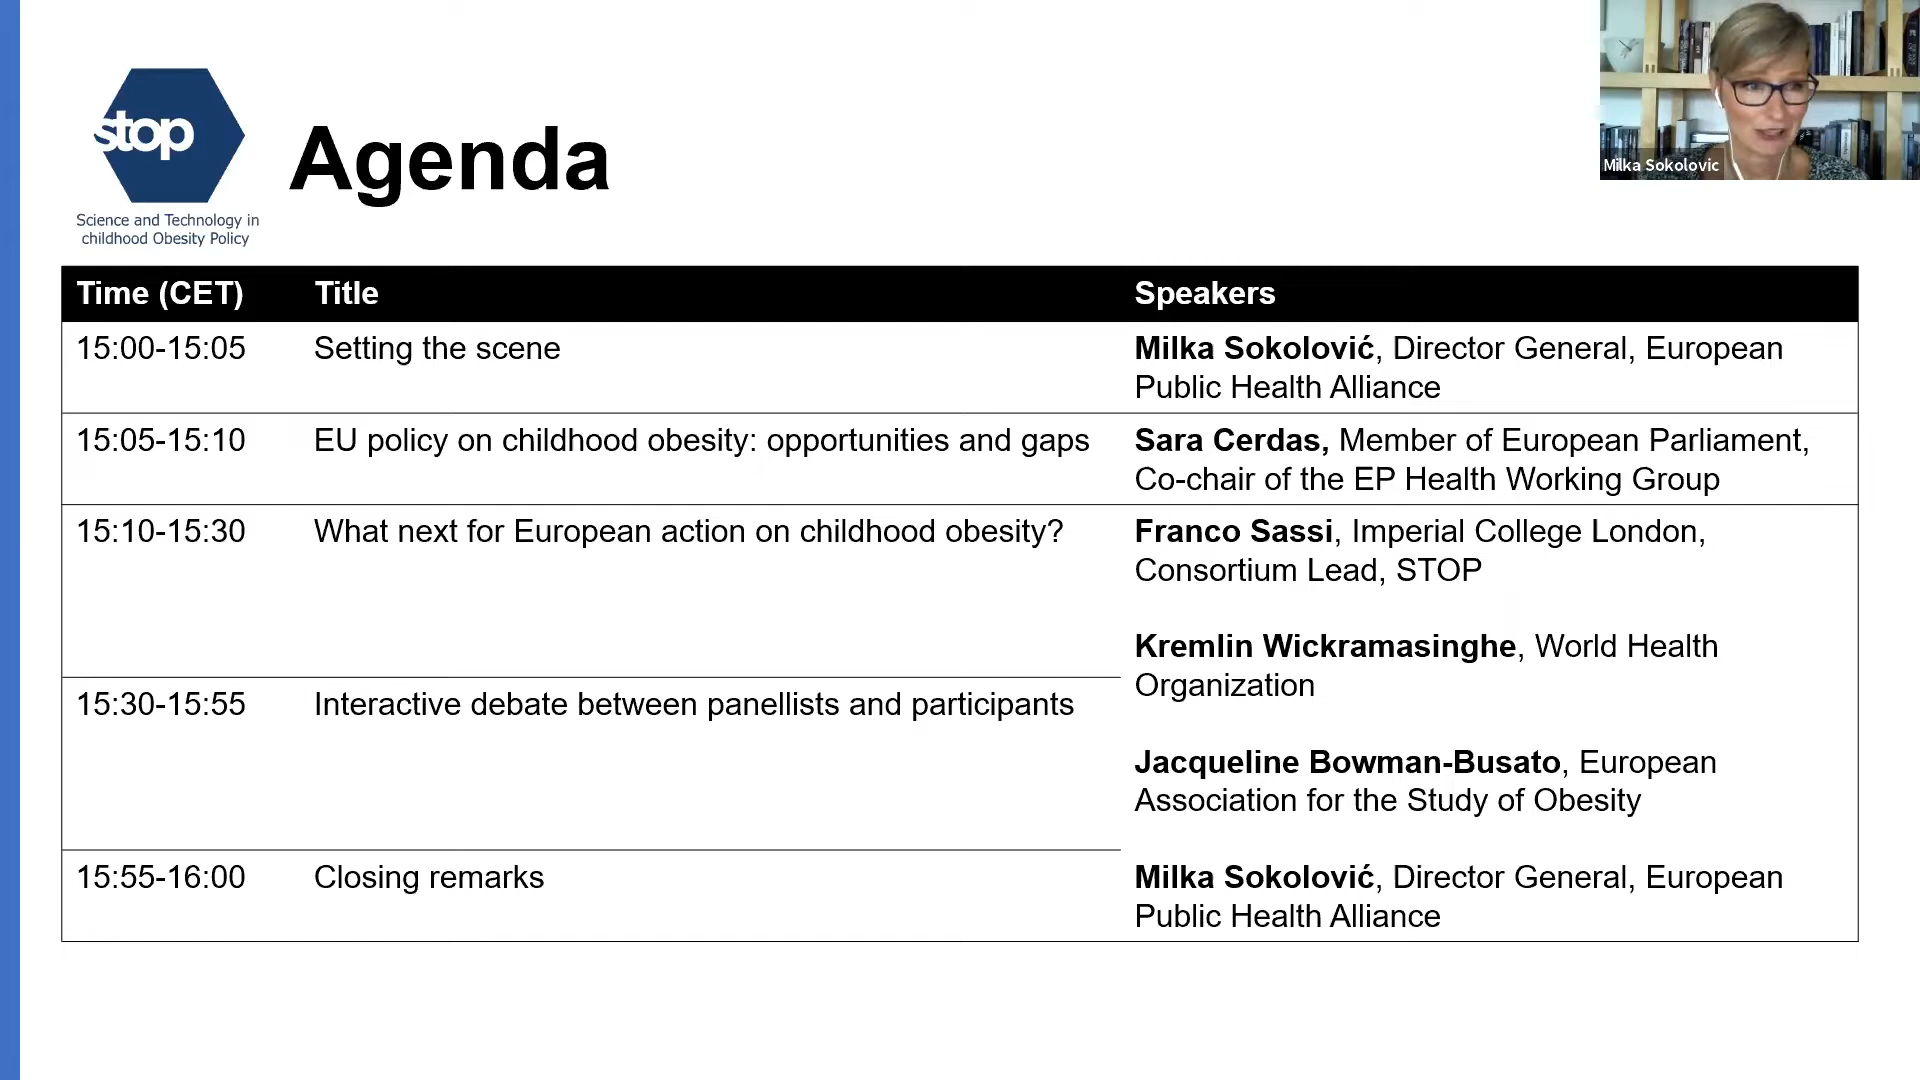 stop
Science and Technology in
childhood Obesity Policy
Agenda
Milka Sokolovic
Time (CET) Title Speakers
15:00-15:05 Setting the scene Milka Sokolović, Director General, European
Public Health Alliance
15:05-15:10 EU policy on childhood obesity: opportunities and gaps Sara Cerdas, Member of European Parliament,
Co-chair of the EP Health Working Group
15:10-15:30 What next for European action on childhood obesity? Franco Sassi, Imperial College London,
Consortium Lead, STOP
Kremlin Wickramasinghe, World Health
Organization
15:30-15:55 Interactive debate between panellists and participants
Jacqueline Bowman-Busato, European
Association for the Study of Obesity
15:55-16:00 Closing remarks Milka Sokolović, Director General, European
Public Health Alliance